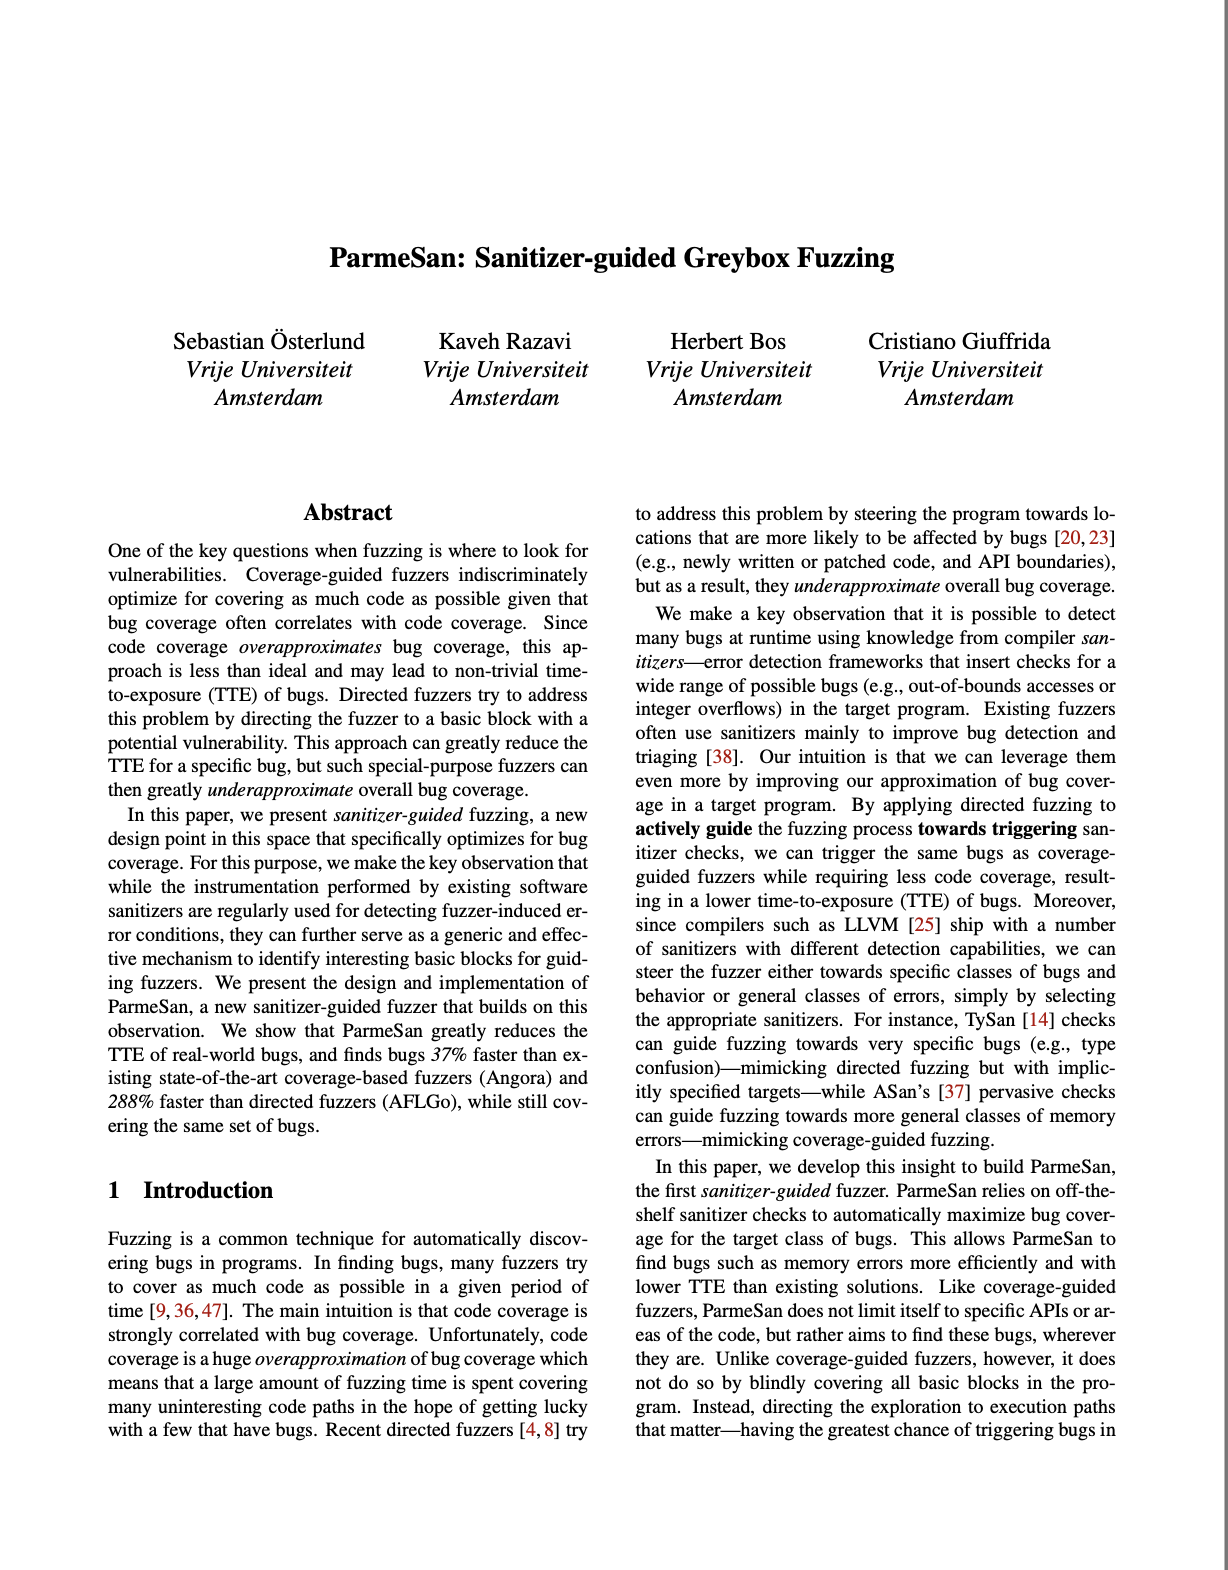 ParmeSan: Sanitizer-guided Greybox Fuzzing
Sebastian Österlund
Vrije Universiteit
Amsterdam
Kaveh Razavi
Vrije Universiteit
Amsterdam
Herbert Bos
Vrije Universiteit
Amsterdam
Cristiano Giuffrida
Vrije Universiteit
Amsterdam
Abstract
One of the key questions when fuzzing is where to look for
vulnerabilities. Coverage-guided fuzzers indiscriminately
optimize for covering as much code as possible given that
bug coverage often correlates with code coverage. Since
code coverage overapproximates bug coverage, this ap-
proach is less than ideal and may lead to non-trivial time-
to-exposure (TTE) of bugs. Directed fuzzers try to address
this problem by directing the fuzzer to a basic block with a
potential vulnerability. This approach can greatly reduce the
TTE for a specific bug, but such special-purpose fuzzers can
then greatly underapproximate overall bug coverage.
In this paper, we present sanitizer-guided fuzzing, a new
design point in this space that specifically optimizes for bug
coverage. For this purpose, we make the key observation that
while the instrumentation performed by existing software
sanitizers are regularly used for detecting fuzzer-induced er-
ror conditions, they can further serve as a generic and effec-
tive mechanism to identify interesting basic blocks for guid-
ing fuzzers. We present the design and implementation of
ParmeSan, a new sanitizer-guided fuzzer that builds on this
observation. We show that ParmeSan greatly reduces the
TTE of real-world bugs, and finds bugs 37% faster than ex-
isting state-of-the-art coverage-based fuzzers (Angora) and
288% faster than directed fuzzers (AFLGo), while still cov-
ering the same set of bugs.
1 Introduction
Fuzzing is a common technique for automatically discov-
ering bugs in programs. In finding bugs, many fuzzers try
to cover as much code as possible in a given period of
time [9, 36, 47]. The main intuition is that code coverage is
strongly correlated with bug coverage. Unfortunately, code
coverage is a huge overapproximation of bug coverage which
means that a large amount of fuzzing time is spent covering
many uninteresting code paths in the hope of getting lucky
with a few that have bugs. Recent directed fuzzers [4, 8] try
to address this problem by steering the program towards lo-
cations that are more likely to be affected by bugs [20, 23]
(e.g., newly written or patched code, and API boundaries),
but as a result, they underapproximate overall bug coverage.
We make a key observation that it is possible to detect
many bugs at runtime using knowledge from compiler san-
itizers—error detection frameworks that insert checks for a
wide range of possible bugs (e.g., out-of-bounds accesses or
integer overflows) in the target program. Existing fuzzers
often use sanitizers mainly to improve bug detection and
triaging [38]. Our intuition is that we can leverage them
even more by improving our approximation of bug cover-
age in a target program. By applying directed fuzzing to
actively guide the fuzzing process towards triggering san-
itizer checks, we can trigger the same bugs as coverage-
guided fuzzers while requiring less code coverage, result-
ing in a lower time-to-exposure (TTE) of bugs. Moreover,
since compilers such as LLVM [25] ship with a number
of sanitizers with different detection capabilities, we can
steer the fuzzer either towards specific classes of bugs and
behavior or general classes of errors, simply by selecting
the appropriate sanitizers. For instance, TySan [14] checks
can guide fuzzing towards very specific bugs (e.g., type
confusion)—mimicking directed fuzzing but with implic-
itly specified targets—while ASan's [37] pervasive checks
can guide fuzzing towards more general classes of memory
errors—mimicking coverage-guided fuzzing.
In this paper, we develop this insight to build ParmeSan,
the first sanitizer-guided fuzzer. ParmeSan relies on off-the-
shelf sanitizer checks to automatically maximize bug cover-
age for the target class of bugs. This allows ParmeSan to
find bugs such as memory errors more efficiently and with
lower TTE than existing solutions. Like coverage-guided
fuzzers, ParmeSan does not limit itself to specific APIs or ar-
eas of the code, but rather aims to find these bugs, wherever
they are. Unlike coverage-guided fuzzers, however, it does
not do so by blindly covering all basic blocks in the pro-
gram. Instead, directing the exploration to execution paths
that matter—having the greatest chance of triggering bugs in